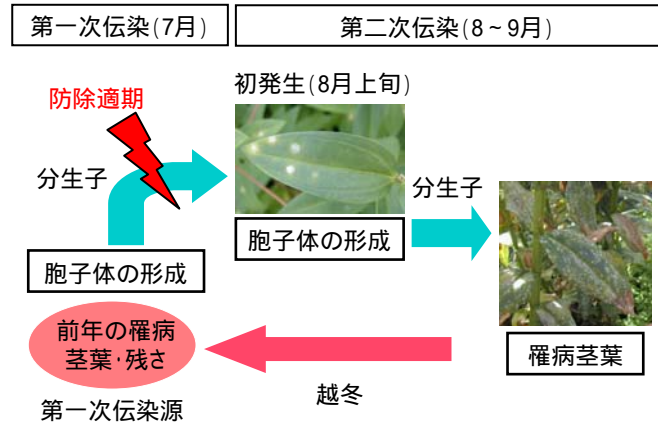 第一次伝染(7月)
第二次伝染(8~9月)
防除適期
初発生(8月上旬)
分生子
分生子
胞子体の形成
胞子体の形成
前年の罹病
茎葉・残さ
罹病茎葉
越冬
第一次伝染源